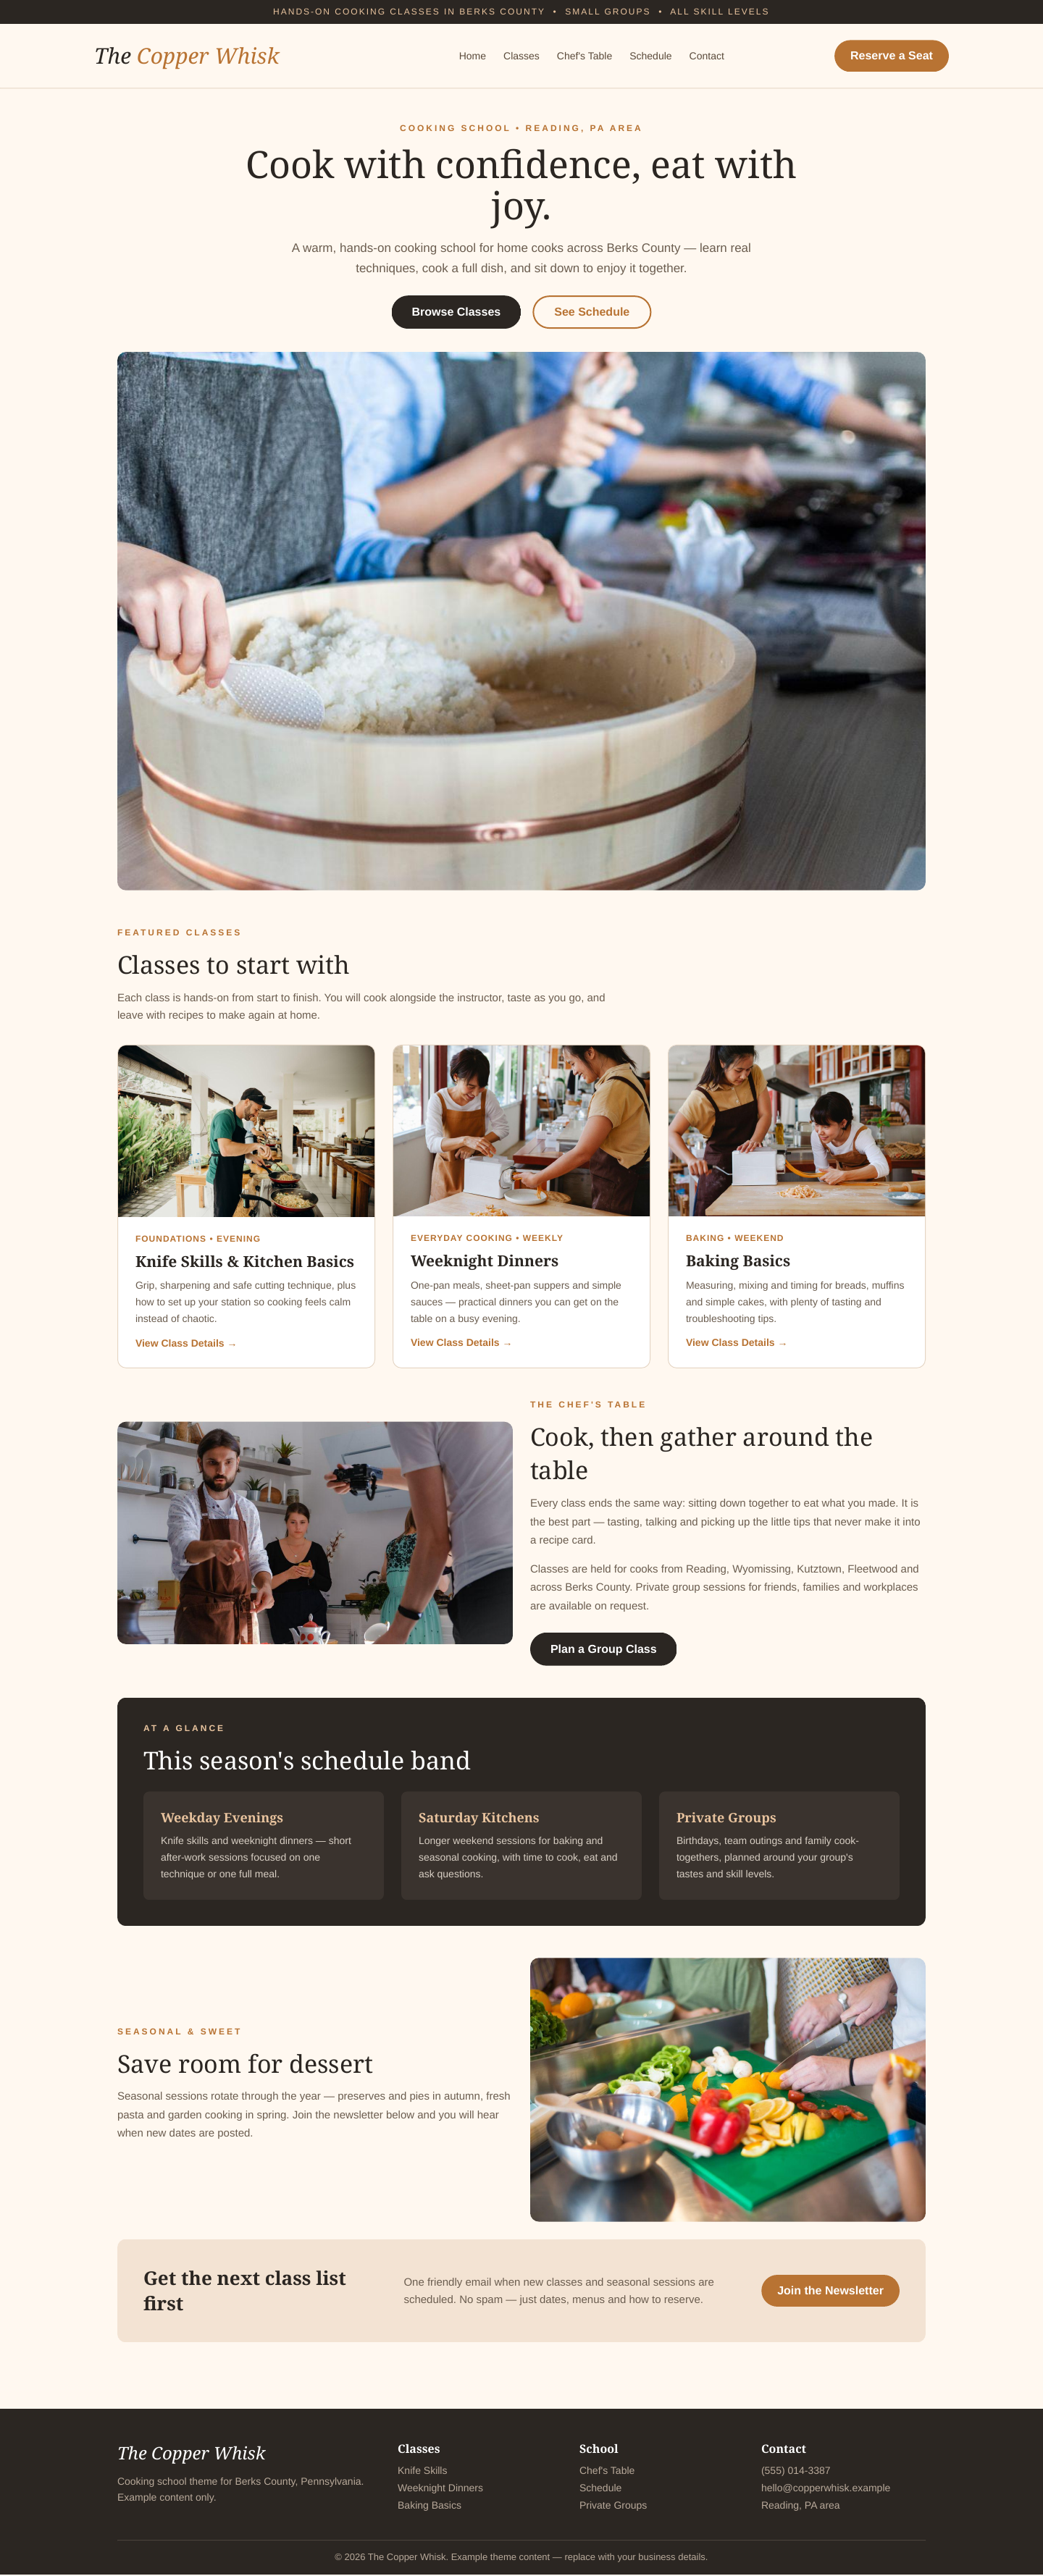 HANDS-ON COOKING CLASSES IN BERKS COUNTY • SMALL GROUPS • ALL SKILL LEVELS
The Copper Whisk
Home
Classes
Chef's Table
Schedule
Contact
Reserve a Seat
COOKING SCHOOL • READING, PA AREA
Cook with confidence, eat with
joy.
A warm, hands-on cooking school for home cooks across Berks County — learn real
techniques, cook a full dish, and sit down to enjoy it together.
Browse Classes
See Schedule
FEATURED CLASSES
Classes to start with
Each class is hands-on from start to finish. You will cook alongside the instructor, taste as you go, and
leave with recipes to make again at home.
FOUNDATIONS • EVENING
Knife Skills & Kitchen Basics
Grip, sharpening and safe cutting technique, plus
how to set up your station so cooking feels calm
instead of chaotic.
View Class Details →
EVERYDAY COOKING • WEEKLY
Weeknight Dinners
One-pan meals, sheet-pan suppers and simple
sauces — practical dinners you can get on the
table on a busy evening.
View Class Details →
BAKING • WEEKEND
Baking Basics
Measuring, mixing and timing for breads, muffins
and simple cakes, with plenty of tasting and
troubleshooting tips.
View Class Details →
THE CHEF'S TABLE
Cook, then gather around the
table
Every class ends the same way: sitting down together to eat what you made. It is
the best part — tasting, talking and picking up the little tips that never make it into
a recipe card.
Classes are held for cooks from Reading, Wyomissing, Kutztown, Fleetwood and
across Berks County. Private group sessions for friends, families and workplaces
are available on request.
Plan a Group Class
AT A GLANCE
This season's schedule band
Weekday Evenings
Knife skills and weeknight dinners — short
after-work sessions focused on one
technique or one full meal.
Saturday Kitchens
Longer weekend sessions for baking and
seasonal cooking, with time to cook, eat and
ask questions.
Private Groups
Birthdays, team outings and family cook-
togethers, planned around your group's
tastes and skill levels.
SEASONAL & SWEET
Save room for dessert
Seasonal sessions rotate through the year — preserves and pies in autumn, fresh
pasta and garden cooking in spring. Join the newsletter below and you will hear
when new dates are posted.
Get the next class list
first
One friendly email when new classes and seasonal sessions are
scheduled. No spam — just dates, menus and how to reserve.
Join the Newsletter
The Copper Whisk
Cooking school theme for Berks County, Pennsylvania.
Example content only.
Classes
Knife Skills
Weeknight Dinners
Baking Basics
School
Chef's Table
Schedule
Private Groups
Contact
(555) 014-3387
hello@copperwhisk.example
Reading, PA area
© 2026 The Copper Whisk. Example theme content — replace with your business details.